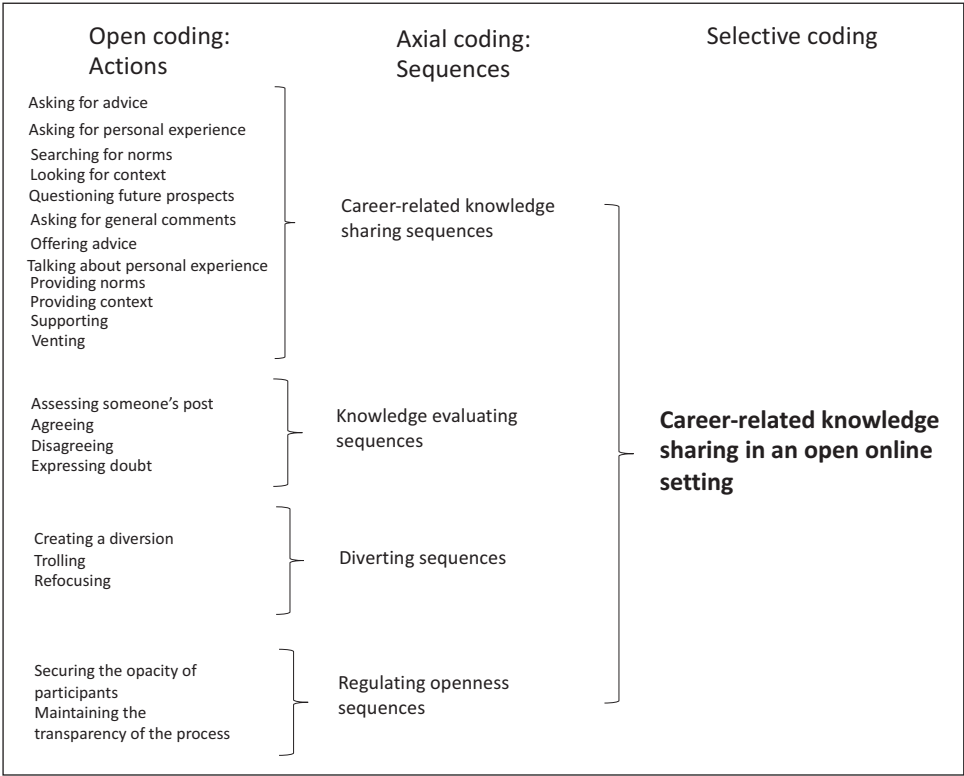 Open coding:
Actions
Axial coding:
Sequences
Selective coding
Asking for advice
Asking for personal experience
Searching for norms
Looking for context
Questioning future prospects
Asking for general comments
Offering advice
Talking about personal experience
Providing norms
Providing context
Supporting
Venting
Career-related knowledge
sharing sequences
Assessing someone’s post
Agreeing
Disagreeing
Expressing doubt
Knowledge evaluating
sequences
Creating a diversion
Trolling
Refocusing
Diverting sequences
Securing the opacity of
participants
Maintaining the
transparency of the process
Regulating openness
sequences
Career-related knowledge
sharing in an open online
setting